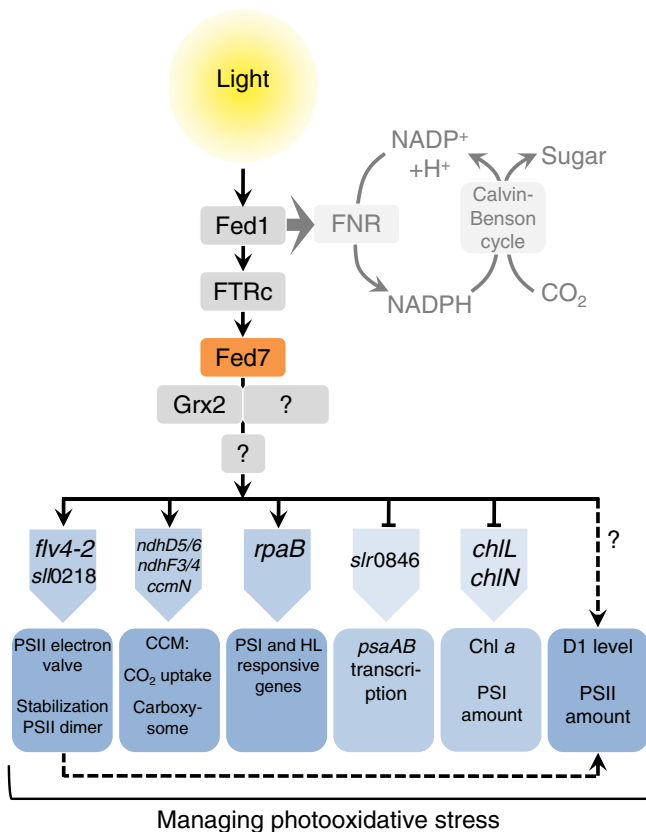 Light
NADP⁺
+H⁺
Sugar
Calvin-
Benson
cycle
Fed1
FNR
FTRc
NADPH
CO₂
Fed7
Grx2
?
?
?
flv4-2
sll0218
ndhD5/6
ndhF3/4
ccmN
rpaB
slr0846
chlL
chlN
PSII electron
valve
Stabilization
PSII dimer
CCM:
CO₂ uptake
Carboxy-
some
PSI and HL
responsive
genes
psaAB
transcri-
ption
Chl a
PSI
amount
D1 level
PSII
amount
Managing photooxidative stress